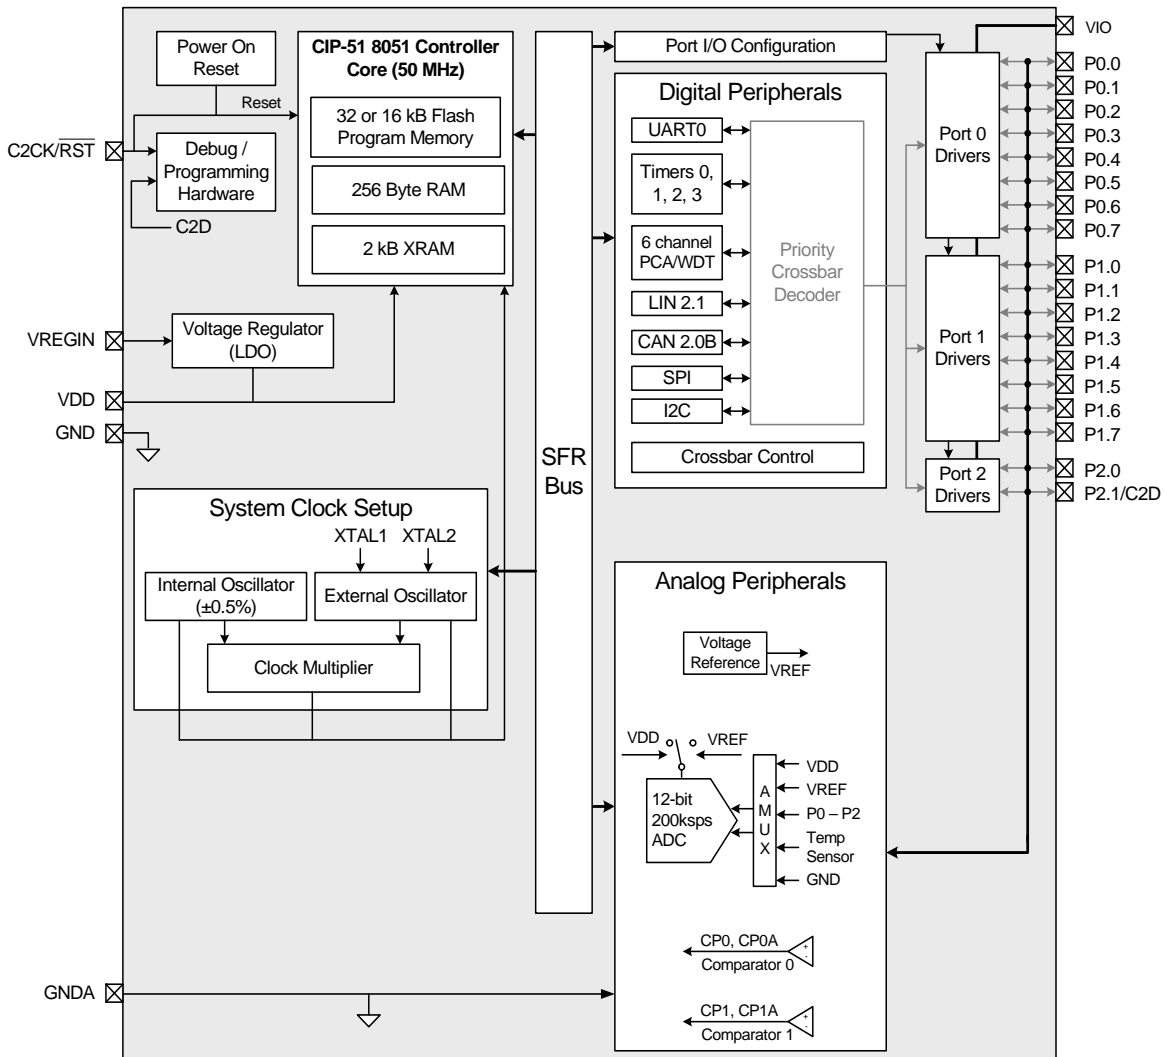 Power On
Reset
Reset
C2CK/RST
Debug /
Programming
Hardware
C2D
CIP-51 8051 Controller
Core (50 MHz)
32 or 16 kB Flash
Program Memory
256 Byte RAM
2 kB XRAM
VREGIN
Voltage Regulator
(LDO)
VDD
GND
System Clock Setup
XTAL1 XTAL2
Internal Oscillator
(±0.5%)
External Oscillator
Clock Multiplier
GNDA
SFR
Bus
Port I/O Configuration
Digital Peripherals
UART0
Timers 0,
1, 2, 3
6 channel
PCA/WDT
LIN 2.1
CAN 2.0B
SPI
I2C
Priority
Crossbar
Decoder
Crossbar Control
Port 0
Drivers
Port 1
Drivers
Port 2
Drivers
VIO
P0.0
P0.1
P0.2
P0.3
P0.4
P0.5
P0.6
P0.7
P1.0
P1.1
P1.2
P1.3
P1.4
P1.5
P1.6
P1.7
P2.0
P2.1/C2D
Analog Peripherals
Voltage
Reference
VREF
VDD
VREF
12-bit
200ksps
ADC
A
M
U
X
VDD
VREF
P0 – P2
Temp
Sensor
GND
CP0, CP0A
+
-
Comparator 0
CP1, CP1A
+
-
Comparator 1